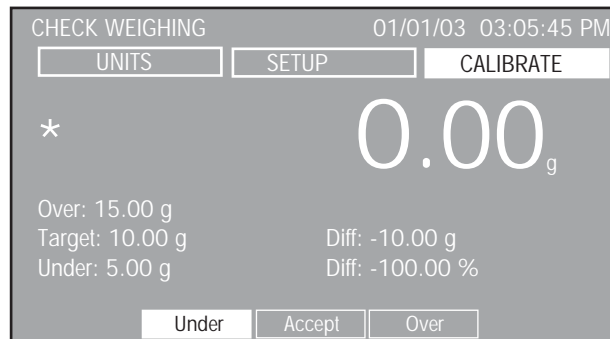 CHECK WEIGHING 01/01/03 03:05:45 PM
UNITS SETUP CALIBRATE
* 0.00 g
Over: 15.00 g
Target: 10.00 g Diff: -10.00 g
Under: 5.00 g Diff: -100.00 %
Under Accept Over